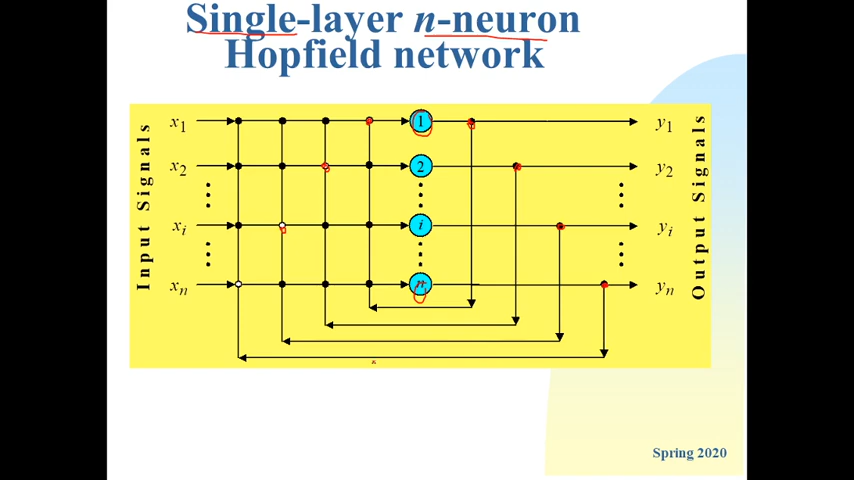 Single-layer n-neuron
Hopfield network
Input Signals
x1
x2
xi
xn
1
2
i
n
y1
y2
yi
yn
Output Signals
Spring 2020